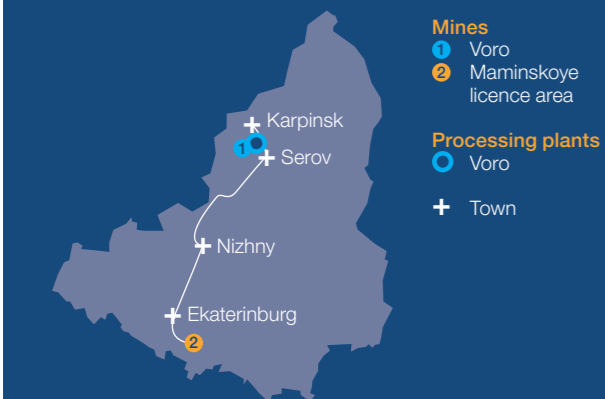 Mines
1 Voro
2 Maminskoye
licence area
Processing plants
Voro
Town
Karpinsk
1
Serov
Nizhny
Ekaterinburg
2